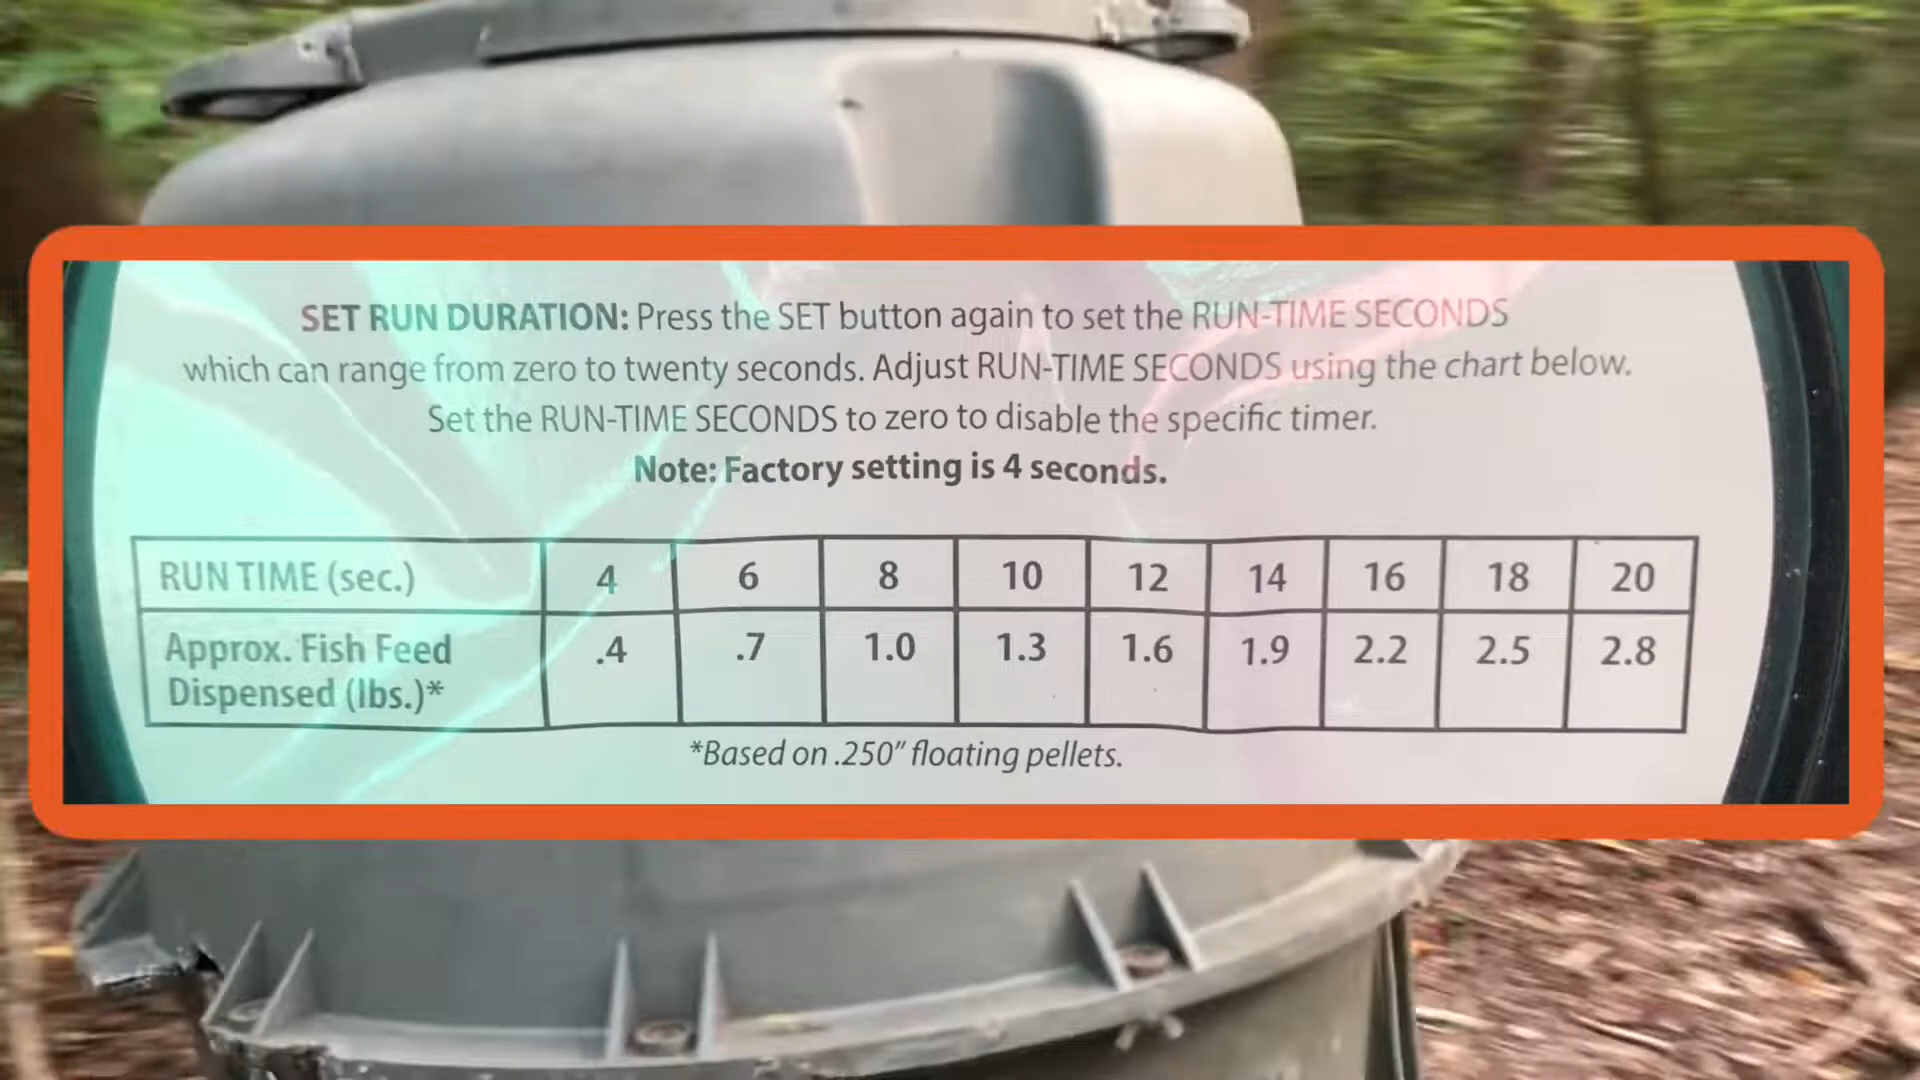 SET RUN DURATION: Press the SET button again to set the RUN-TIME SECONDS
which can range from zero to twenty seconds. Adjust RUN-TIME SECONDS using the chart below.
Set the RUN-TIME SECONDS to zero to disable the specific timer.
Note: Factory setting is 4 seconds.
RUN TIME (sec.) 4 6 8 10 12 14 16 18 20
Approx. Fish Feed .4 .7 1.0 1.3 1.6 1.9 2.2 2.5 2.8
Dispensed (lbs.)*
*Based on .250" floating pellets.